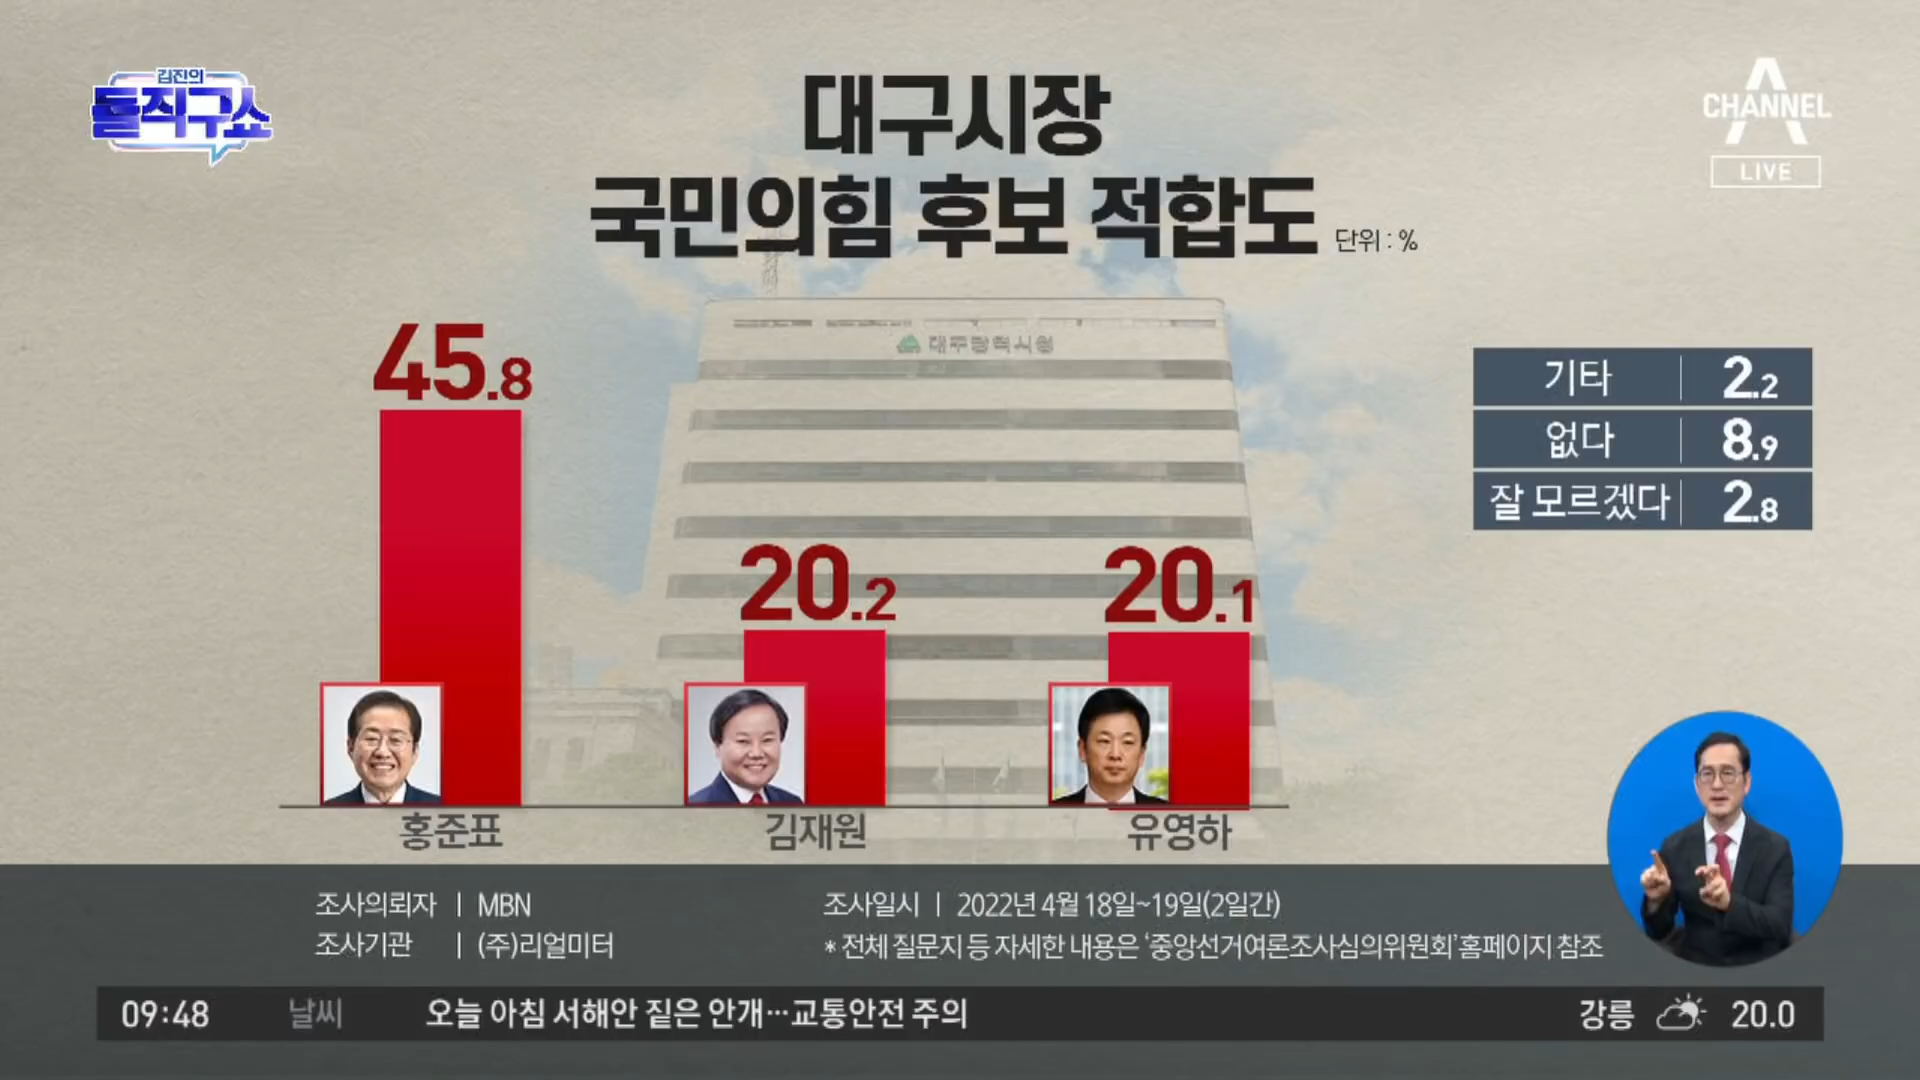 김진의
돌직구쇼
CHANNEL A
LIVE
대구시장
국민의힘 후보 적합도 단위 : %
45.8
20.2
20.1
기타 2.2
없다 8.9
잘 모르겠다 2.8
홍준표 김재원 유영하
조사의뢰자 | MBN
조사기관 | (주)리얼미터
조사일시 | 2022년 4월 18일~19일(2일간)
* 전체 질문지 등 자세한 내용은 ‘중앙선거여론조사심의위원회’홈페이지 참조
09:48 날씨 오늘 아침 서해안 짙은 안개…교통안전 주의 강릉 20.0